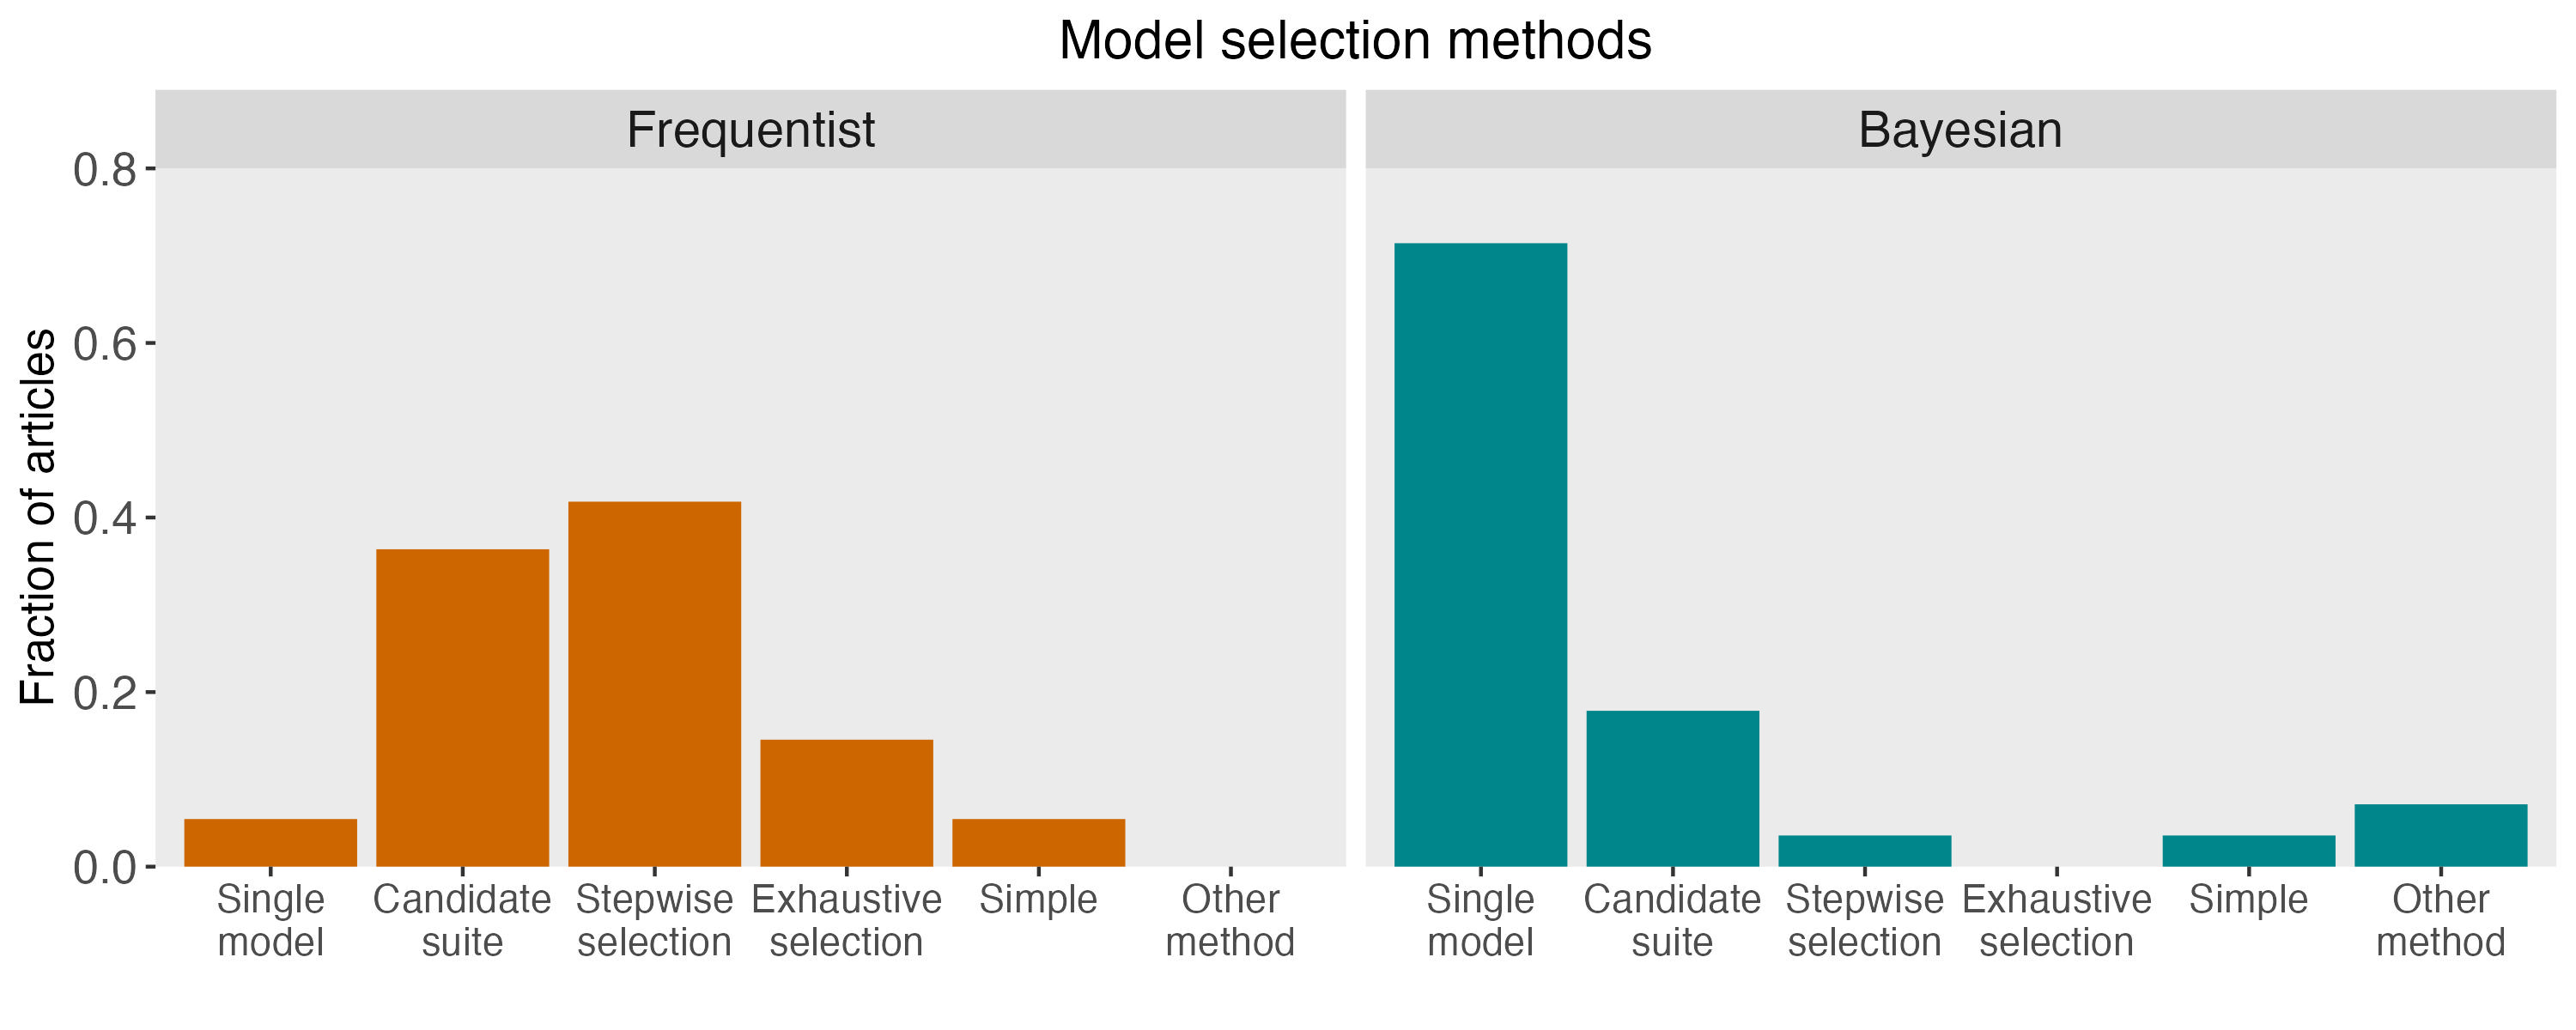 Model selection methods
Frequentist
Bayesian
Fraction of articles
0.8
0.6
0.4
0.2
0.0
Single
model
Candidate
suite
Stepwise
selection
Exhaustive
selection
Simple
Other
method
Single
model
Candidate
suite
Stepwise
selection
Exhaustive
selection
Simple
Other
method